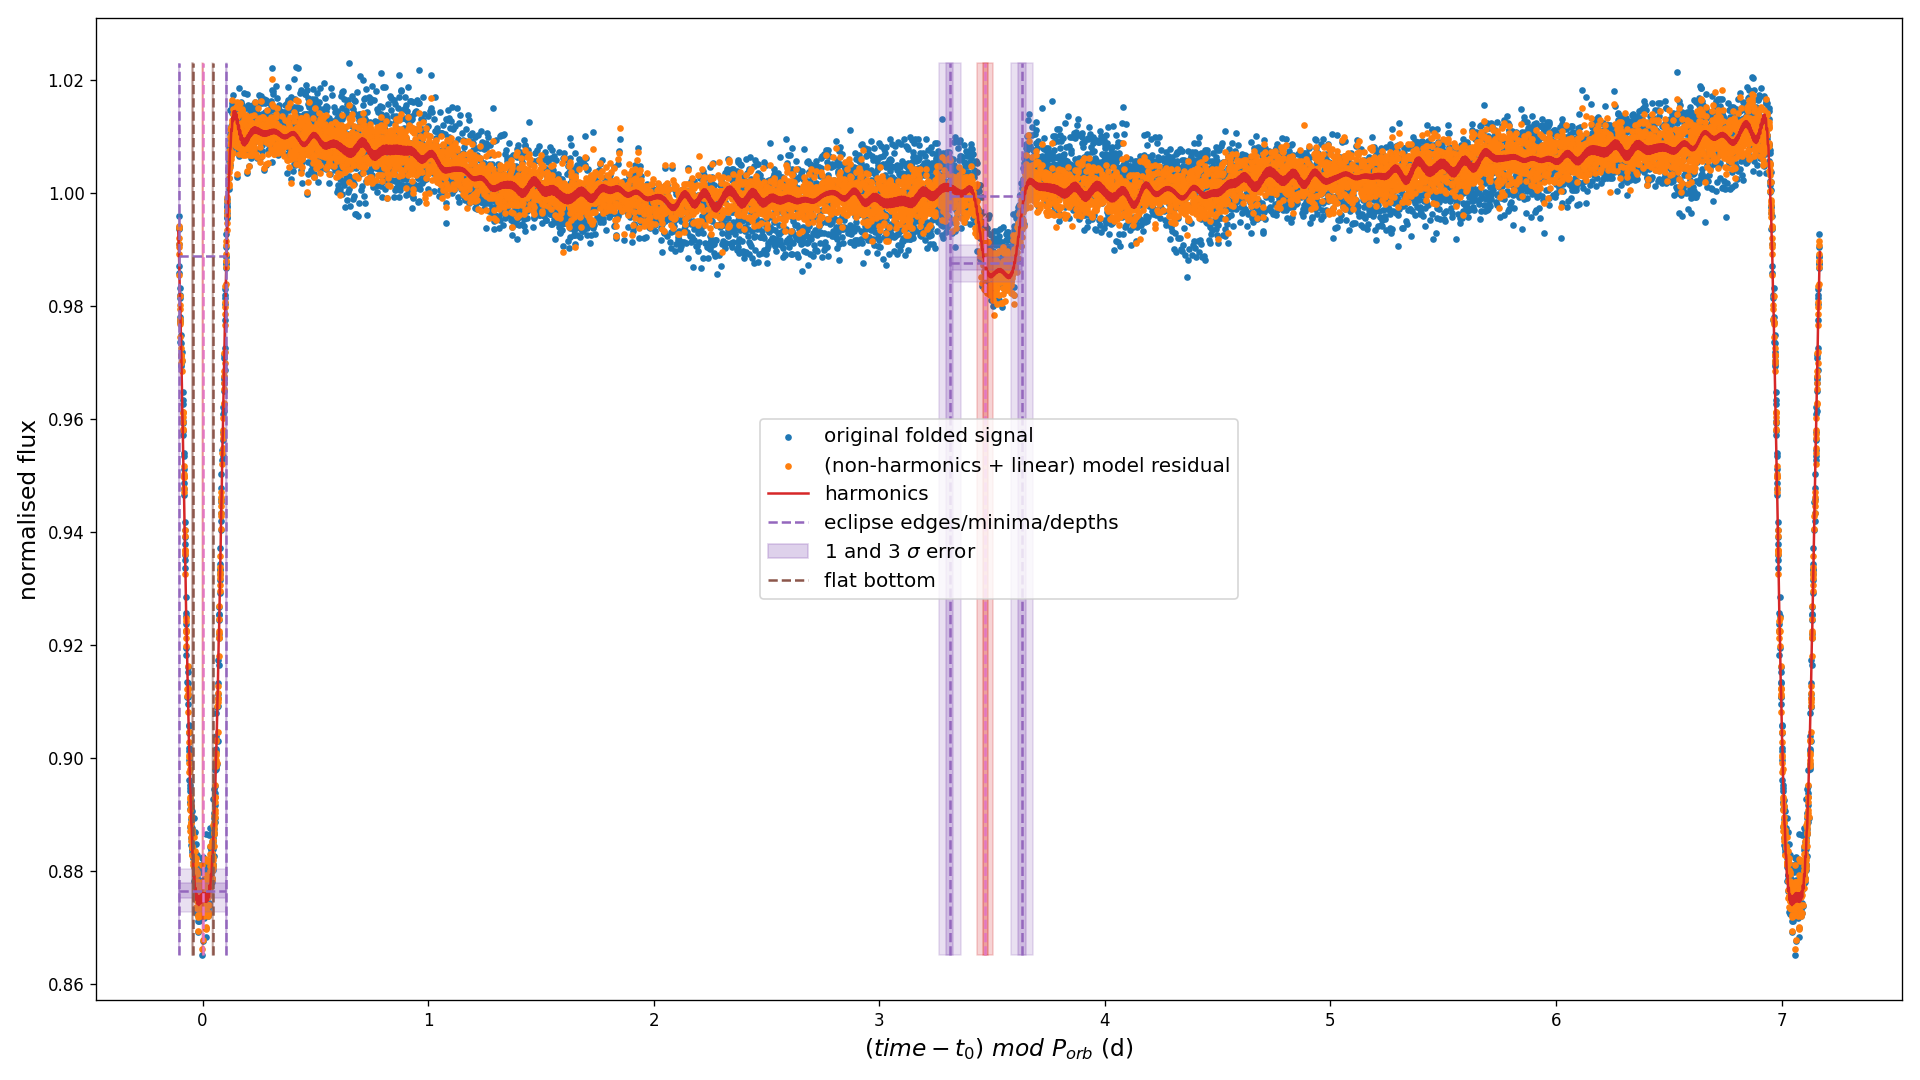 normalised flux
1.02
1.00
0.98
0.96
0.94
0.92
0.90
0.88
0.86
original folded signal
(non-harmonics + linear) model residual
harmonics
eclipse edges/minima/depths
1 and 3 σ error
flat bottom
0 1 2 3 4 5 6 7
(time − t₀) mod Pₒᵣb (d)